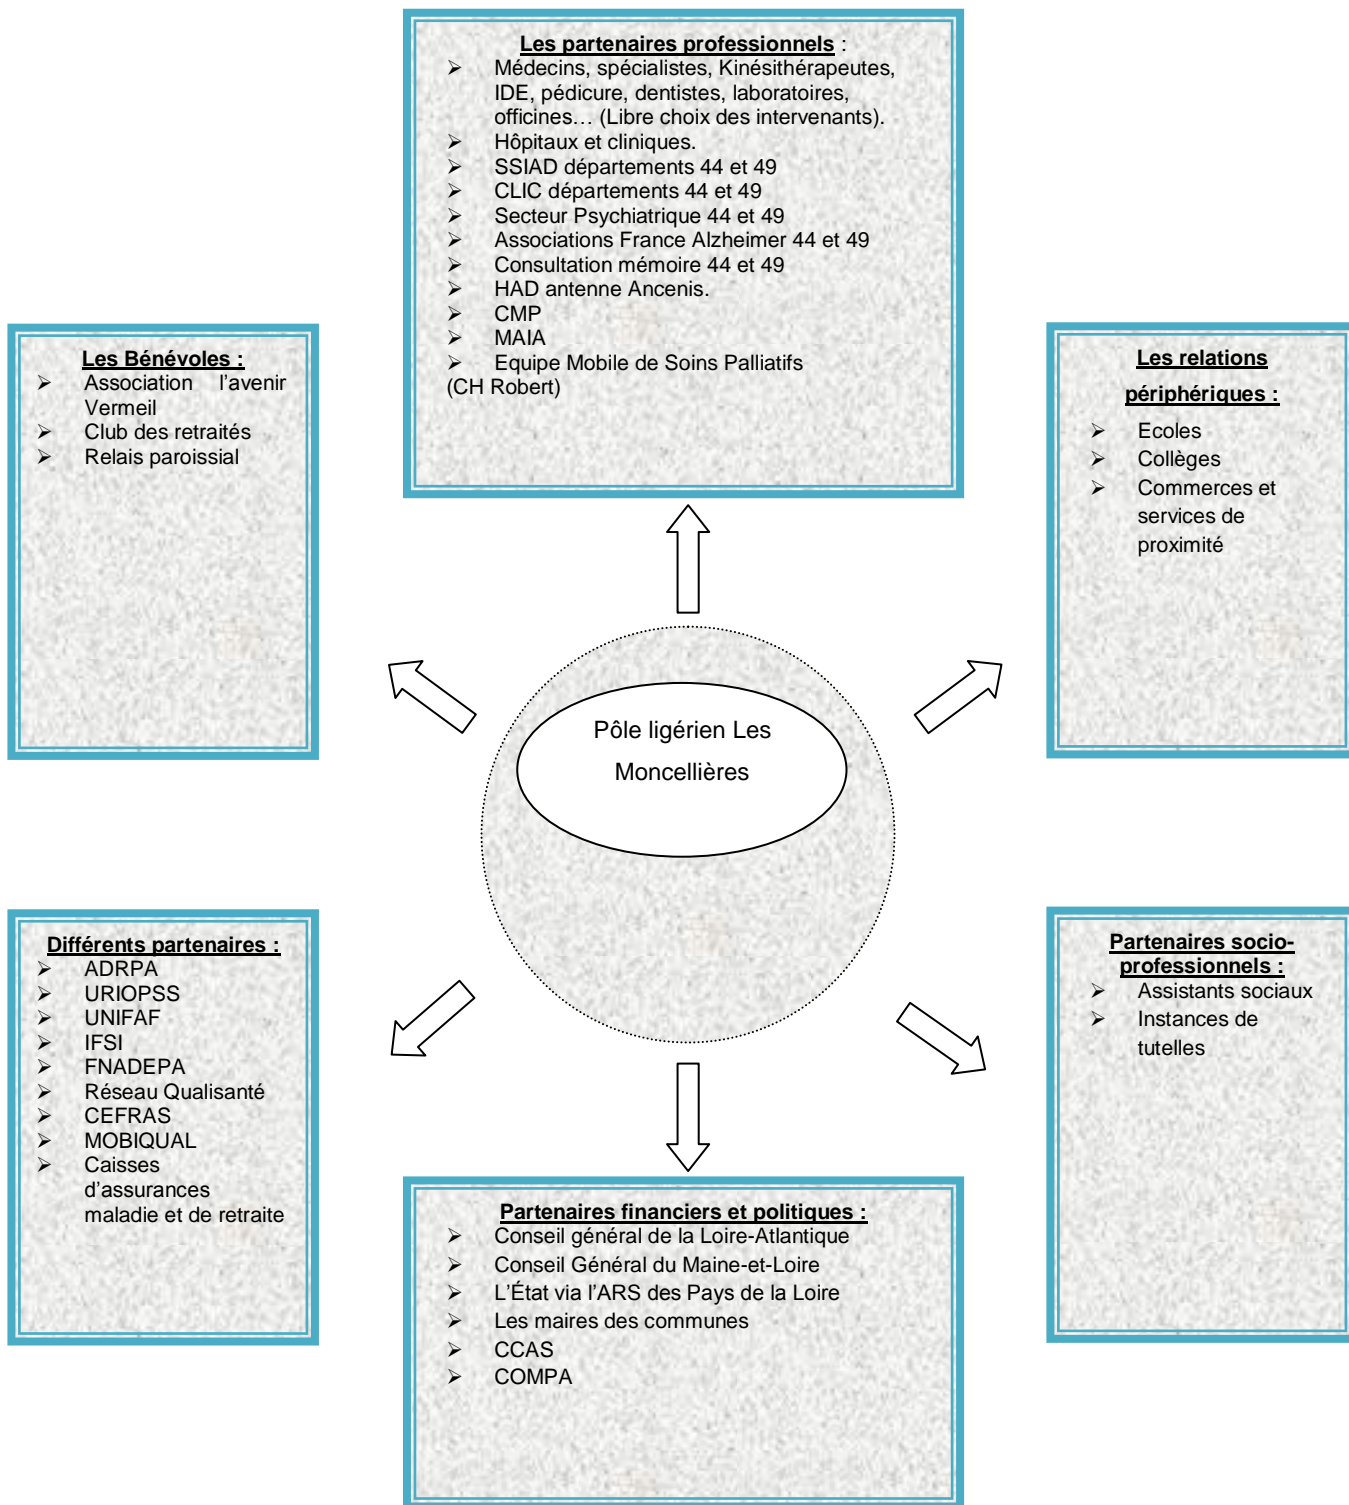 Les partenaires professionnels :
➢ Médecins, spécialistes, Kinésithérapeutes,
IDE, pédicure, dentistes, laboratoires,
officines… (Libre choix des intervenants).
➢ Hôpitaux et cliniques.
➢ SSIAD départements 44 et 49
➢ CLIC départements 44 et 49
➢ Secteur Psychiatrique 44 et 49
➢ Associations France Alzheimer 44 et 49
➢ Consultation mémoire 44 et 49
➢ HAD antenne Ancenis.
➢ CMP
➢ MAIA
➢ Equipe Mobile de Soins Palliatifs
(CH Robert)
Les Bénévoles :
➢ Association l'avenir
Vermeil
➢ Club des retraités
➢ Relais paroissial
Les relations
périphériques :
➢ Ecoles
➢ Collèges
➢ Commerces et
services de
proximité
Pôle ligérien Les
Moncellières
Différents partenaires :
➢ ADRPA
➢ URIOPSS
➢ UNIFAF
➢ IFSI
➢ FNADEPA
➢ Réseau Qualisanté
➢ CEFRAS
➢ MOBIQUAL
➢ Caisses
d'assurances
maladie et de retraite
Partenaires socio-
professionnels :
➢ Assistants sociaux
➢ Instances de
tutelles
Partenaires financiers et politiques :
➢ Conseil général de la Loire-Atlantique
➢ Conseil Général du Maine-et-Loire
➢ L'État via l'ARS des Pays de la Loire
➢ Les maires des communes
➢ CCAS
➢ COMPA